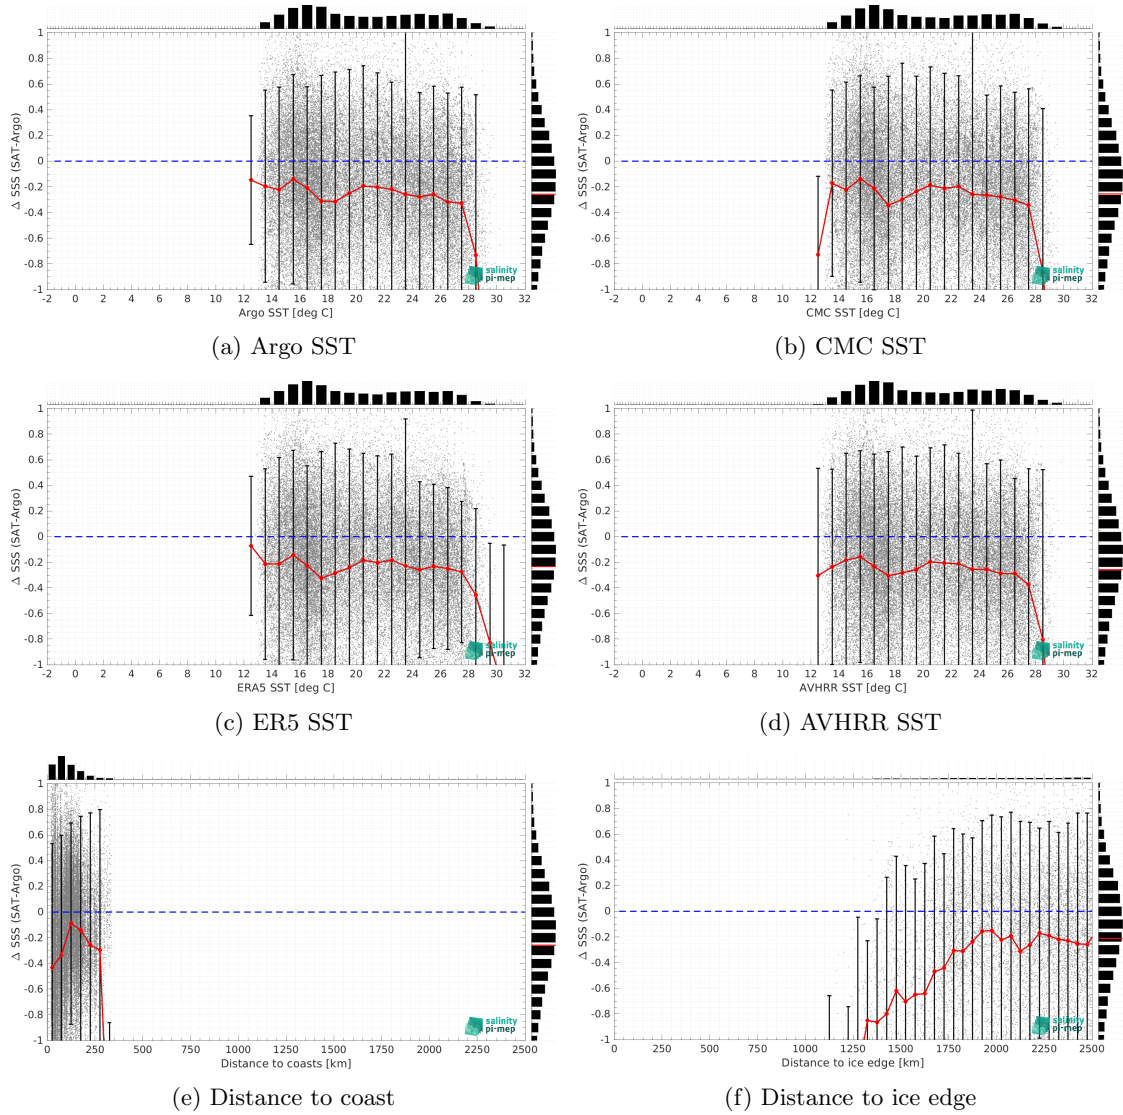 1
0.8
0.6
0.4
0.2
0
-0.2
-0.4
-0.6
-0.8
-1
Δ SSS (SAT-Argo)
-2 0 2 4 6 8 10 12 14 16 18 20 22 24 26 28 30 32
Argo SST [deg C]
salinity
pi-mep
(a) Argo SST
1
0.8
0.6
0.4
0.2
0
-0.2
-0.4
-0.6
-0.8
-1
Δ SSS (SAT-Argo)
-2 0 2 4 6 8 10 12 14 16 18 20 22 24 26 28 30 32
CMC SST [deg C]
salinity
pi-mep
(b) CMC SST
1
0.8
0.6
0.4
0.2
0
-0.2
-0.4
-0.6
-0.8
-1
Δ SSS (SAT-Argo)
-2 0 2 4 6 8 10 12 14 16 18 20 22 24 26 28 30 32
ERA5 SST [deg C]
salinity
pi-mep
(c) ER5 SST
1
0.8
0.6
0.4
0.2
0
-0.2
-0.4
-0.6
-0.8
-1
Δ SSS (SAT-Argo)
-2 0 2 4 6 8 10 12 14 16 18 20 22 24 26 28 30 32
AVHRR SST [deg C]
salinity
pi-mep
(d) AVHRR SST
1
0.8
0.6
0.4
0.2
0
-0.2
-0.4
-0.6
-0.8
-1
Δ SSS (SAT-Argo)
0 250 500 750 1000 1250 1500 1750 2000 2250 2500
Distance to coasts [km]
salinity
pi-mep
(e) Distance to coast
1
0.8
0.6
0.4
0.2
0
-0.2
-0.4
-0.6
-0.8
-1
Δ SSS (SAT-Argo)
0 250 500 750 1000 1250 1500 1750 2000 2250 2500
Distance to ice edge [km]
salinity
pi-mep
(f) Distance to ice edge